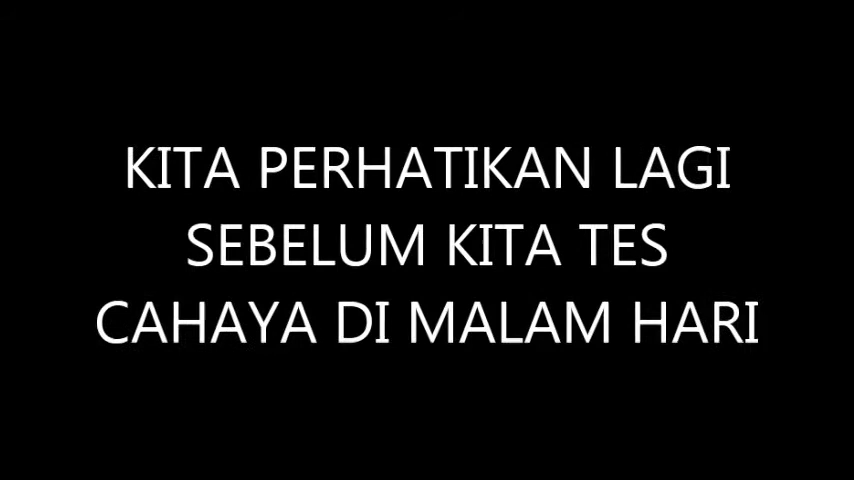 KITA PERHATIKAN LAGI
SEBELUM KITA TES
CAHAYA DI MALAM HARI